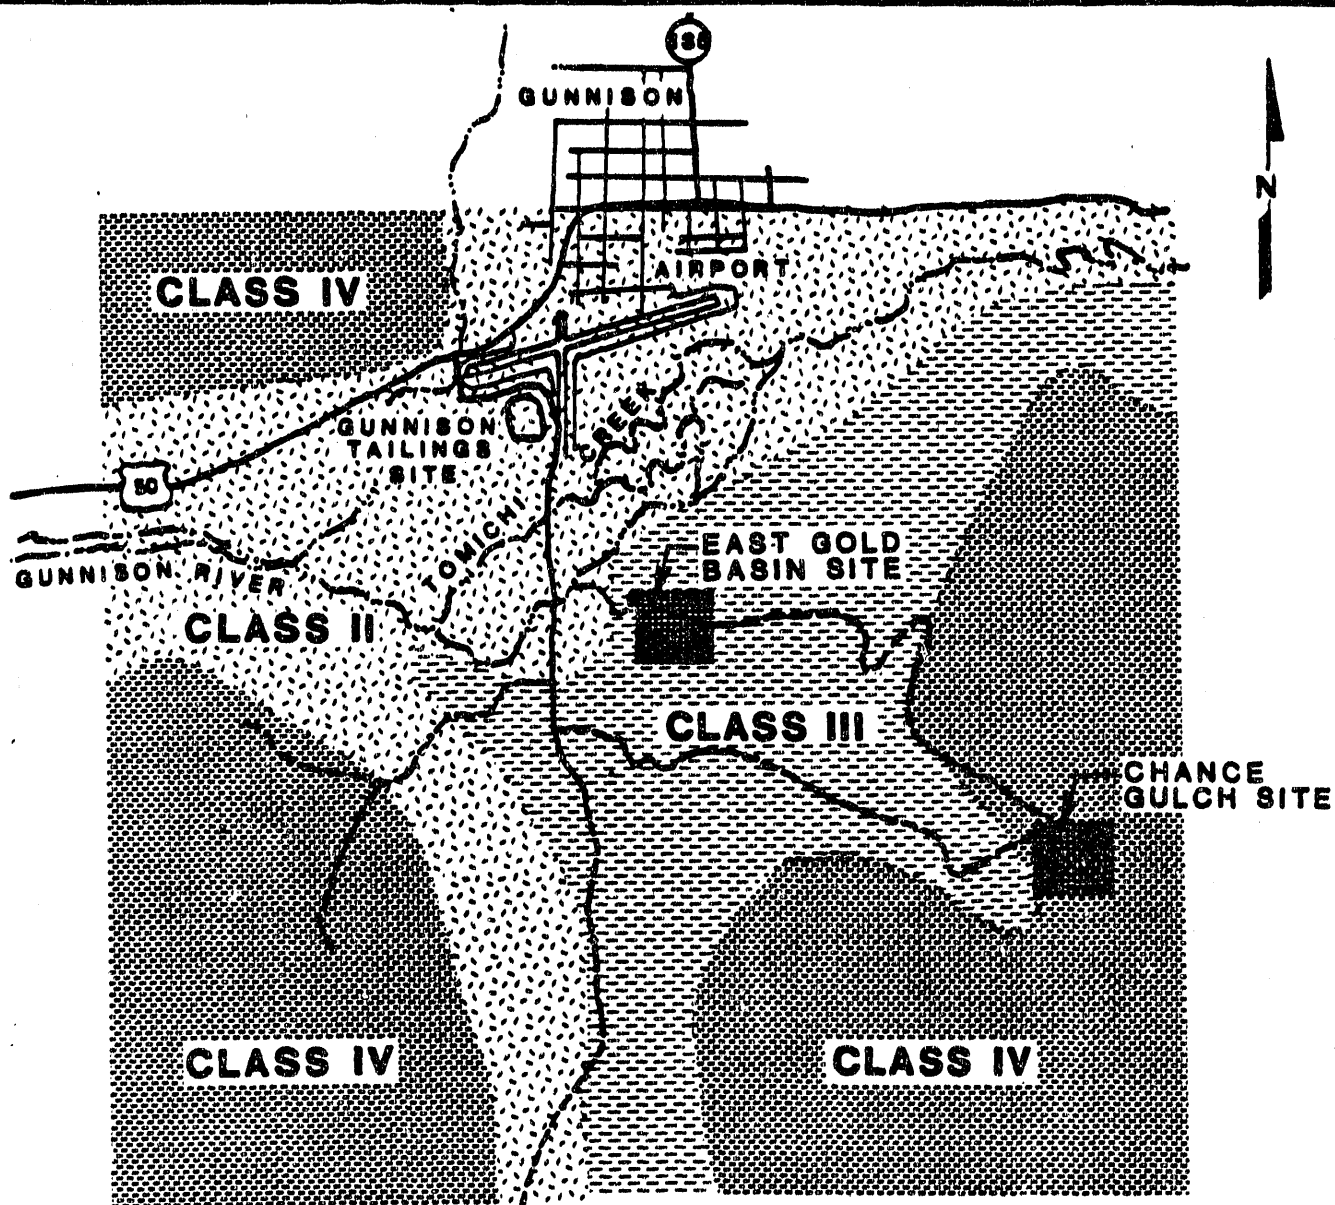 GUNNISON
N
CLASS IV
AIRPORT
GUNNISON
TAILINGS
SITE
CREEK
50
TOMICHI
EAST GOLD
BASIN SITE
GUNNISON RIVER
CLASS II
CLASS III
CHANCE
GULCH SITE
CLASS IV
CLASS IV